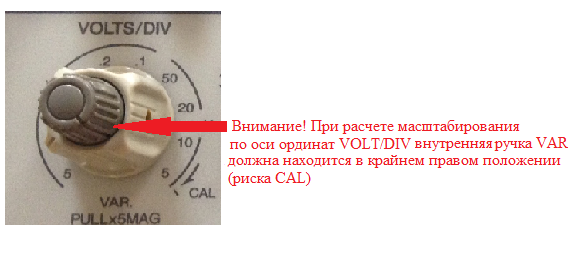 VOLTS/DIV
.2 .1
50
20
10
5 5
CAL
VAR.
PULLx5MAG
Внимание! При расчете масштабирования
по оси ординат VOLT/DIV внутренняя ручка VAR
должна находится в крайнем правом положении
(риска CAL)